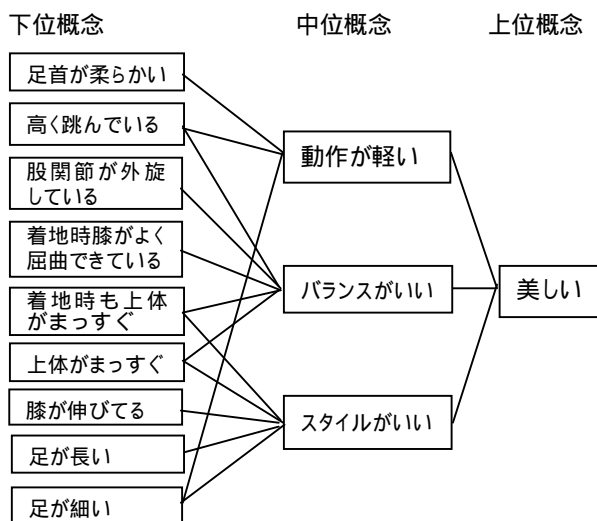 下位概念
中位概念
上位概念
足首が柔らかい
高く跳んでいる
股関節が外旋
している
着地時膝がよく
屈曲できている
着地時も上体
がまっすぐ
上体がまっすぐ
膝が伸びてる
足が長い
足が細い
動作が軽い
バランスがいい
スタイルがいい
美しい